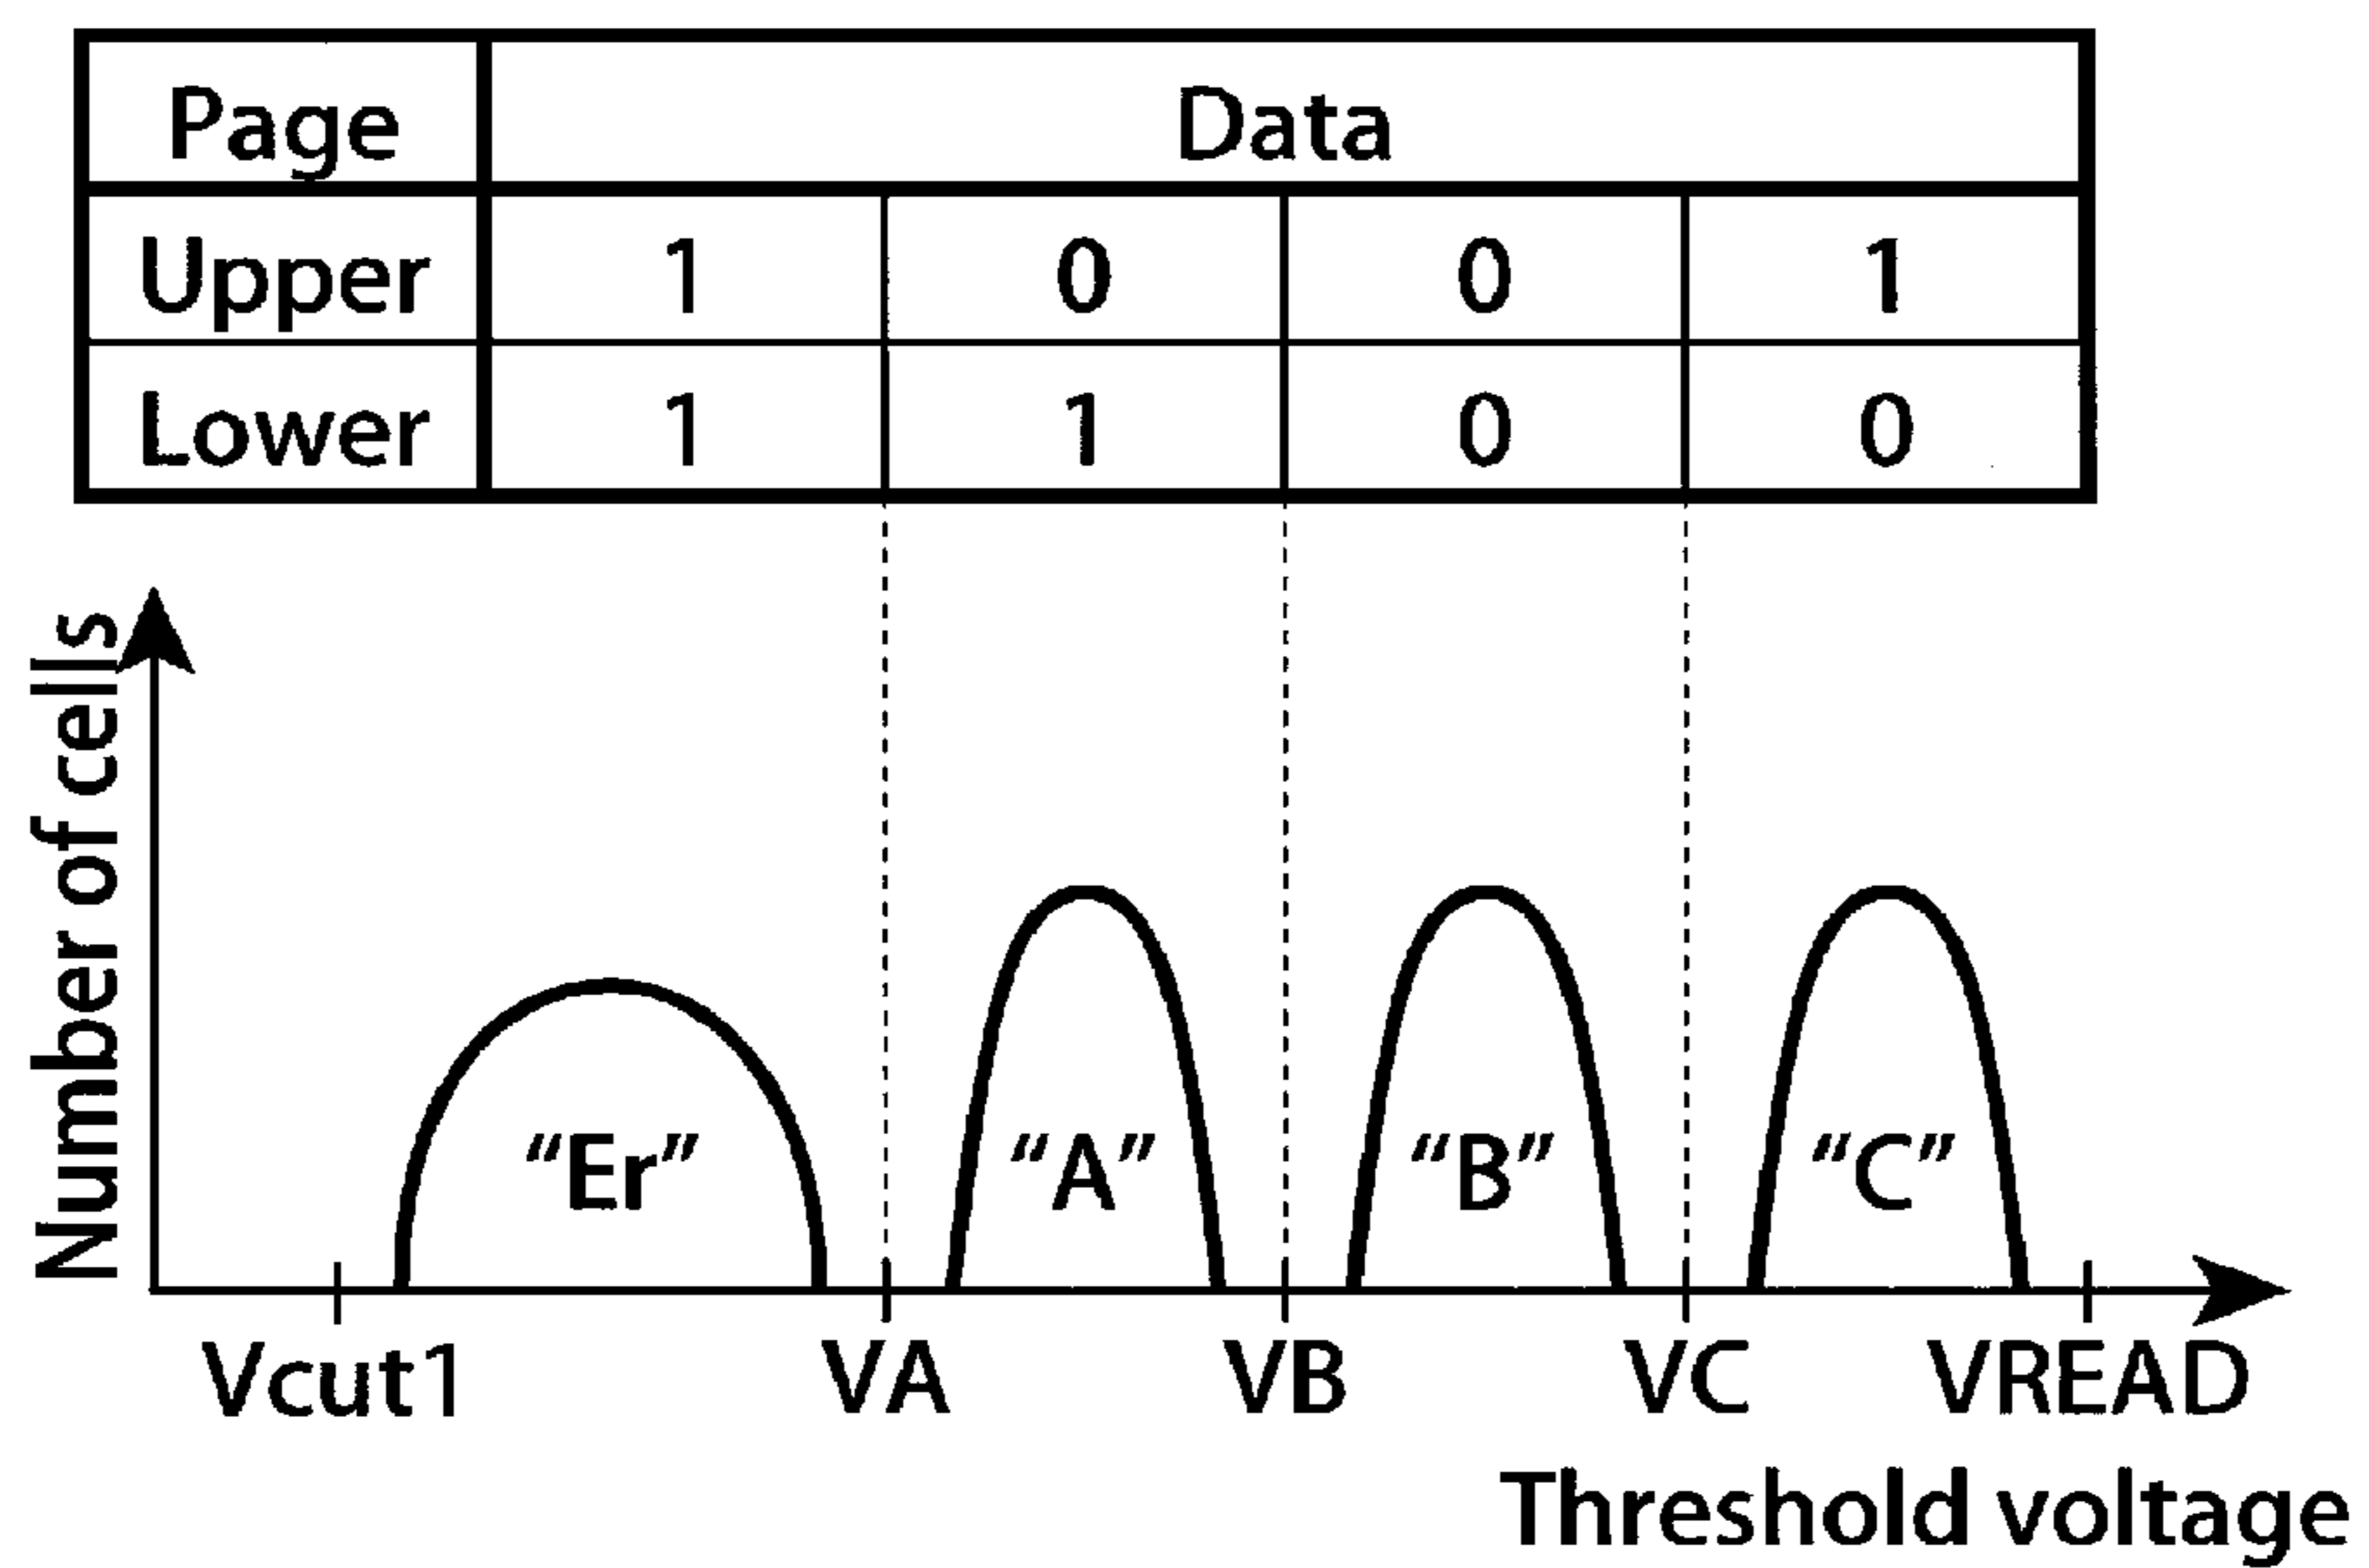 Page Data
Upper 1 0 0 1
Lower 1 1 0 0
Number of cells
“Er” “A” “B” “C”
Vcut1 VA VB VC VREAD
Threshold voltage